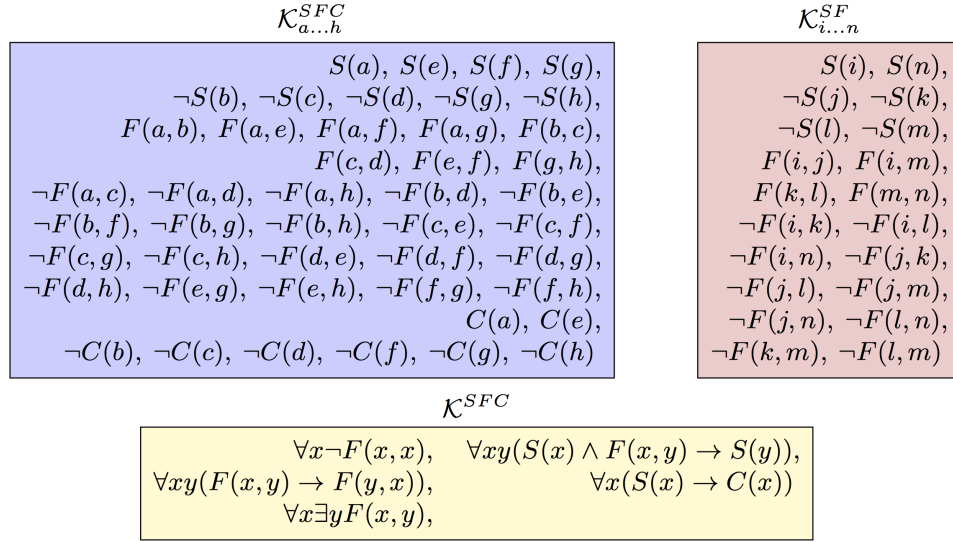 𝒦^{SFC}_{a…h}
S(a), S(e), S(f), S(g),
¬S(b), ¬S(c), ¬S(d), ¬S(g), ¬S(h),
F(a, b), F(a, e), F(a, f), F(a, g), F(b, c),
F(c, d), F(e, f), F(g, h),
¬F(a, c), ¬F(a, d), ¬F(a, h), ¬F(b, d), ¬F(b, e),
¬F(b, f), ¬F(b, g), ¬F(b, h), ¬F(c, e), ¬F(c, f),
¬F(c, g), ¬F(c, h), ¬F(d, e), ¬F(d, f), ¬F(d, g),
¬F(d, h), ¬F(e, g), ¬F(e, h), ¬F(f, g), ¬F(f, h),
C(a), C(e),
¬C(b), ¬C(c), ¬C(d), ¬C(f), ¬C(g), ¬C(h)
𝒦^{SF}_{i…n}
S(i), S(n),
¬S(j), ¬S(k),
¬S(l), ¬S(m),
F(i, j), F(i, m),
F(k, l), F(m, n),
¬F(i, k), ¬F(i, l),
¬F(i, n), ¬F(j, k),
¬F(j, l), ¬F(j, m),
¬F(j, n), ¬F(l, n),
¬F(k, m), ¬F(l, m)
𝒦^{SFC}
∀x¬F(x, x), ∀xy(S(x) ∧ F(x, y) → S(y)),
∀xy(F(x, y) → F(y, x)), ∀x(S(x) → C(x))
∀x∃yF(x, y),